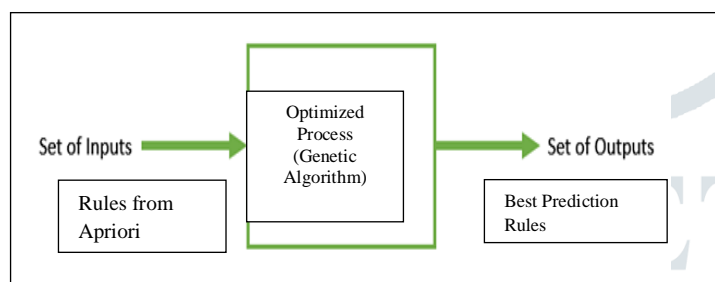 Set of Inputs
Rules from
Apriori
Optimized
Process
(Genetic
Algorithm)
Set of Outputs
Best Prediction
Rules